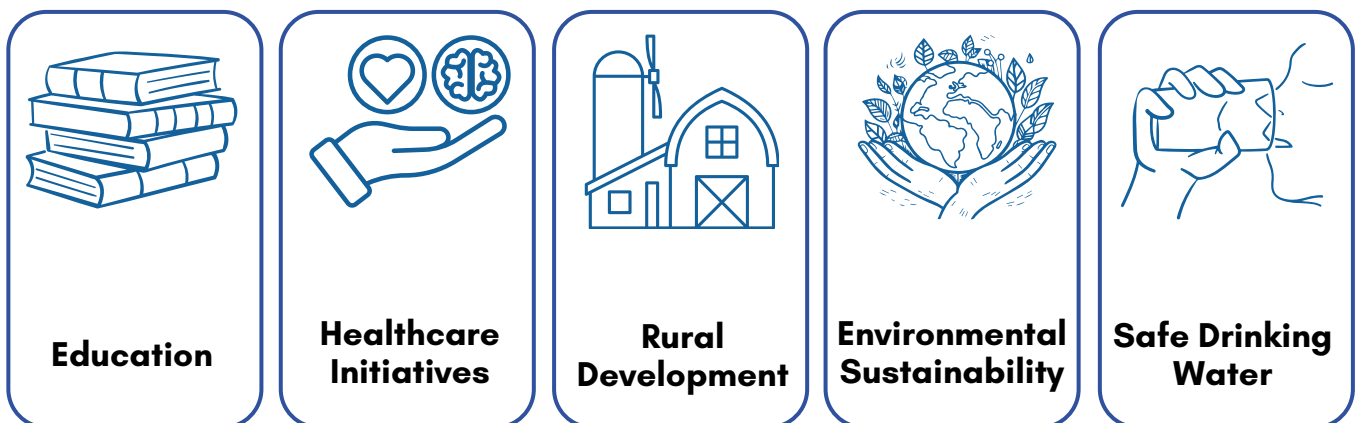 Education
Healthcare
Initiatives
Rural
Development
Environmental
Sustainability
Safe Drinking
Water